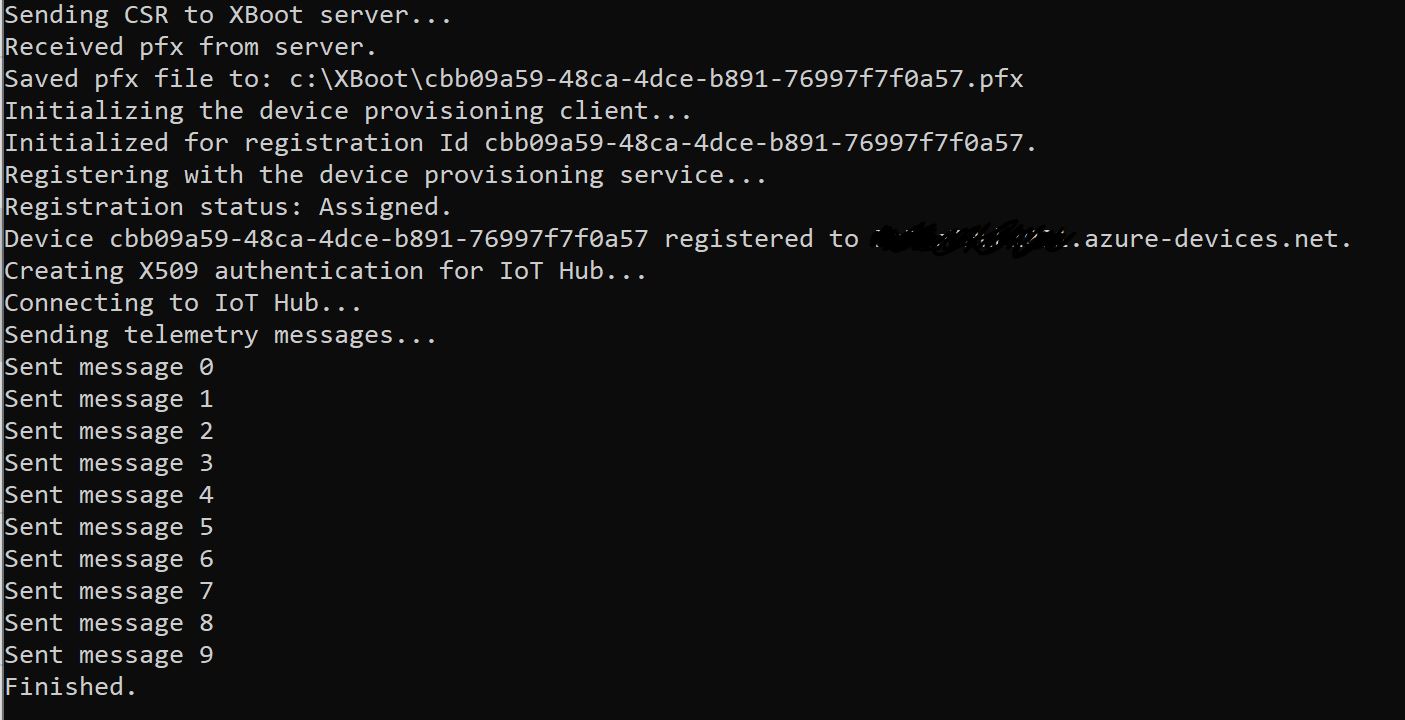 Sending CSR to XBoot server...
Received pfx from server.
Saved pfx file to: c:\XBoot\cbb09a59-48ca-4dce-b891-76997f7f0a57.pfx
Initializing the device provisioning client...
Initialized for registration Id cbb09a59-48ca-4dce-b891-76997f7f0a57.
Registering with the device provisioning service...
Registration status: Assigned.
Device cbb09a59-48ca-4dce-b891-76997f7f0a57 registered to .azure-devices.net.
Creating X509 authentication for IoT Hub...
Connecting to IoT Hub...
Sending telemetry messages...
Sent message 0
Sent message 1
Sent message 2
Sent message 3
Sent message 4
Sent message 5
Sent message 6
Sent message 7
Sent message 8
Sent message 9
Finished.